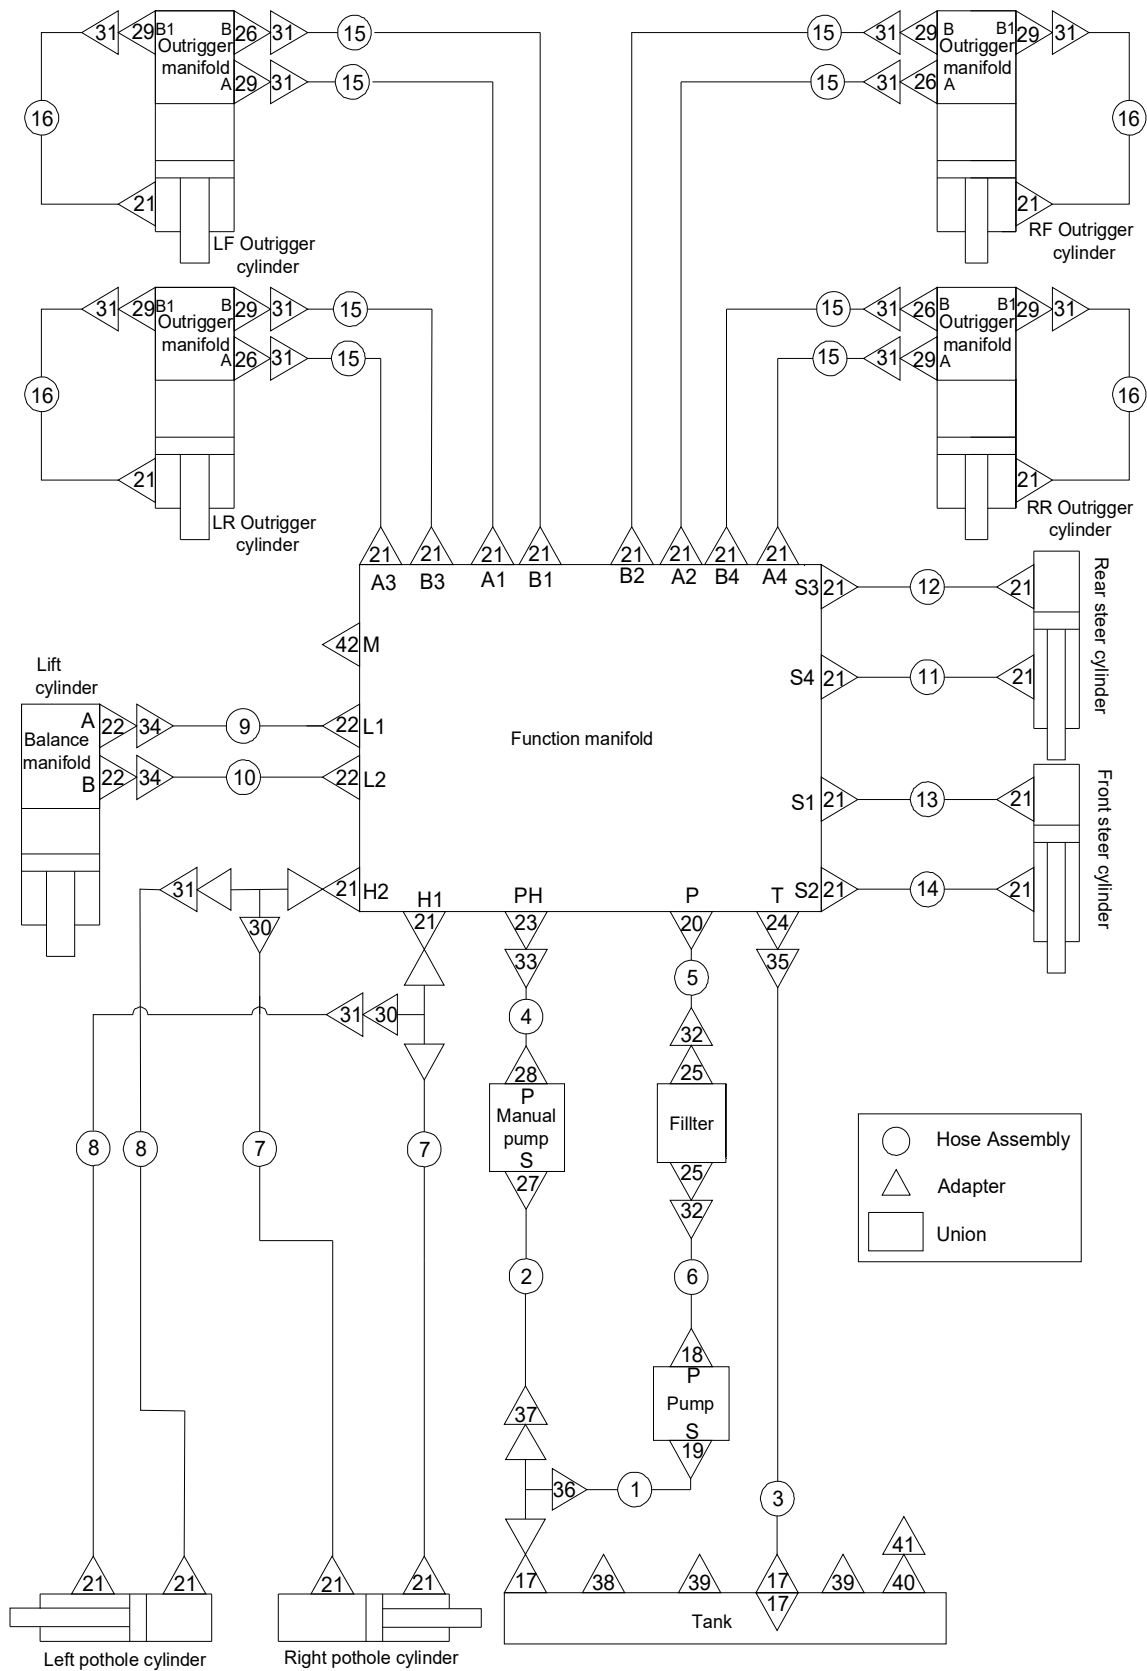 31 29 B1 B 26 31 15
Outrigger
manifold
A 29 31 15
16
21
LF Outrigger
cylinder
15 31 29 B B1 29 31
Outrigger
manifold
15 31 26 A
16
21
RF Outrigger
cylinder
31 29 B1 B 29 31 15
Outrigger
manifold
A 26 31 15
16
21
LR Outrigger
cylinder
15 31 26 B B1 29 31
Outrigger
manifold
15 31 29 A
16
21
RR Outrigger
cylinder
21 21 21 21 21 21 21 21
A3 B3 A1 B1 B2 A2 B4 A4
S3 21 12 21
Rear steer cylinder
42 M
S4 21 11 21
Lift
cylinder
A 22 34 9 22 L1
Balance
manifold
B 22 34 10 22 L2
Function manifold
S1 21 13 21
Front steer cylinder
S2 21 14 21
31 21 H2
30
H1 PH P T
21 23 20 24
33 35
5
31 30
4
32
28 25
P
Manual
pump
S
Fillter
27 25
32
8 8 7 7
Hose Assembly
Adapter
Union
2 6
18
P
Pump
S
19
37
36 1
3
41
21 21 21 21 17 38 39 17 39 40
17
Tank
Left pothole cylinder
Right pothole cylinder